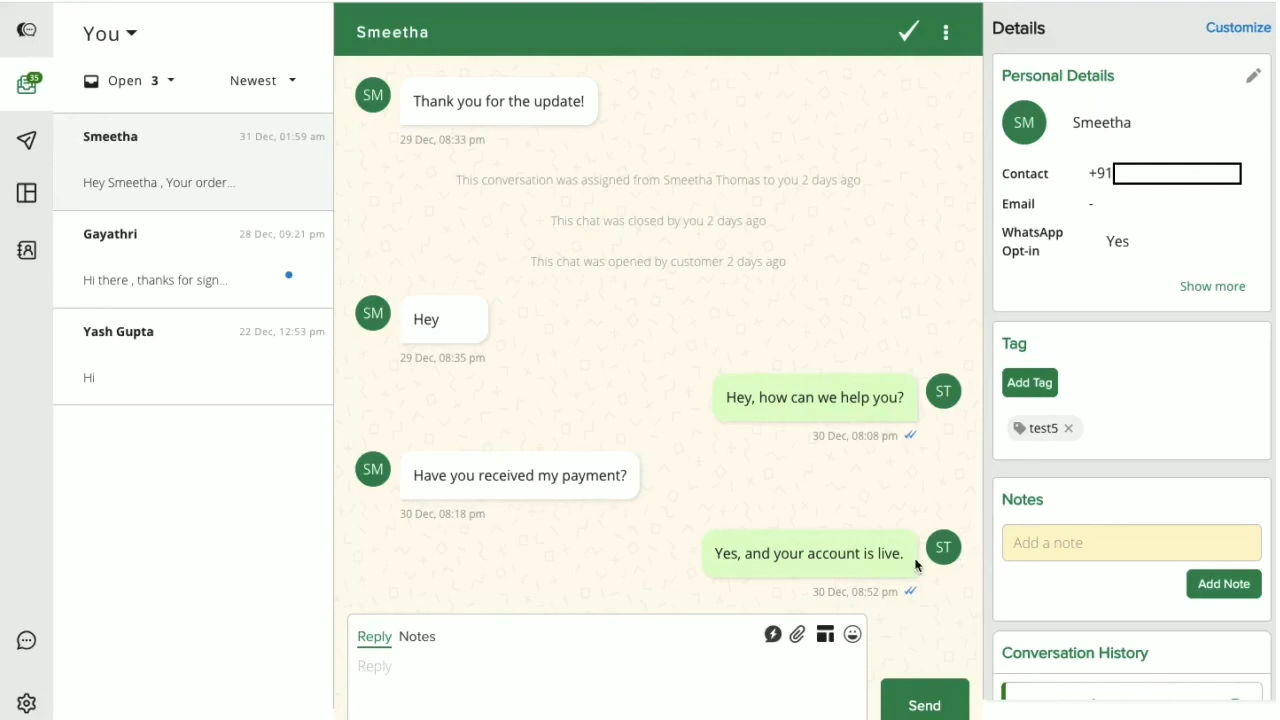 35
You
Open 3
Newest
Smeetha
31 Dec, 01:59 am
Hey Smeetha , Your order...
Gayathri
28 Dec, 09:21 pm
Hi there , thanks for sign...
Yash Gupta
22 Dec, 12:53 pm
Hi
Smeetha
SM
Thank you for the update!
29 Dec, 08:33 pm
This conversation was assigned from Smeetha Thomas to you 2 days ago
This chat was closed by you 2 days ago
This chat was opened by customer 2 days ago
SM
Hey
29 Dec, 08:35 pm
Hey, how can we help you?
ST
30 Dec, 08:08 pm
SM
Have you received my payment?
30 Dec, 08:18 pm
Yes, and your account is live.
ST
30 Dec, 08:52 pm
Reply Notes
Reply
Send
Details
Customize
Personal Details
SM
Smeetha
Contact +91
Email -
WhatsApp
Opt-in
Yes
Show more
Tag
Add Tag
test5
Notes
Add a note
Add Note
Conversation History